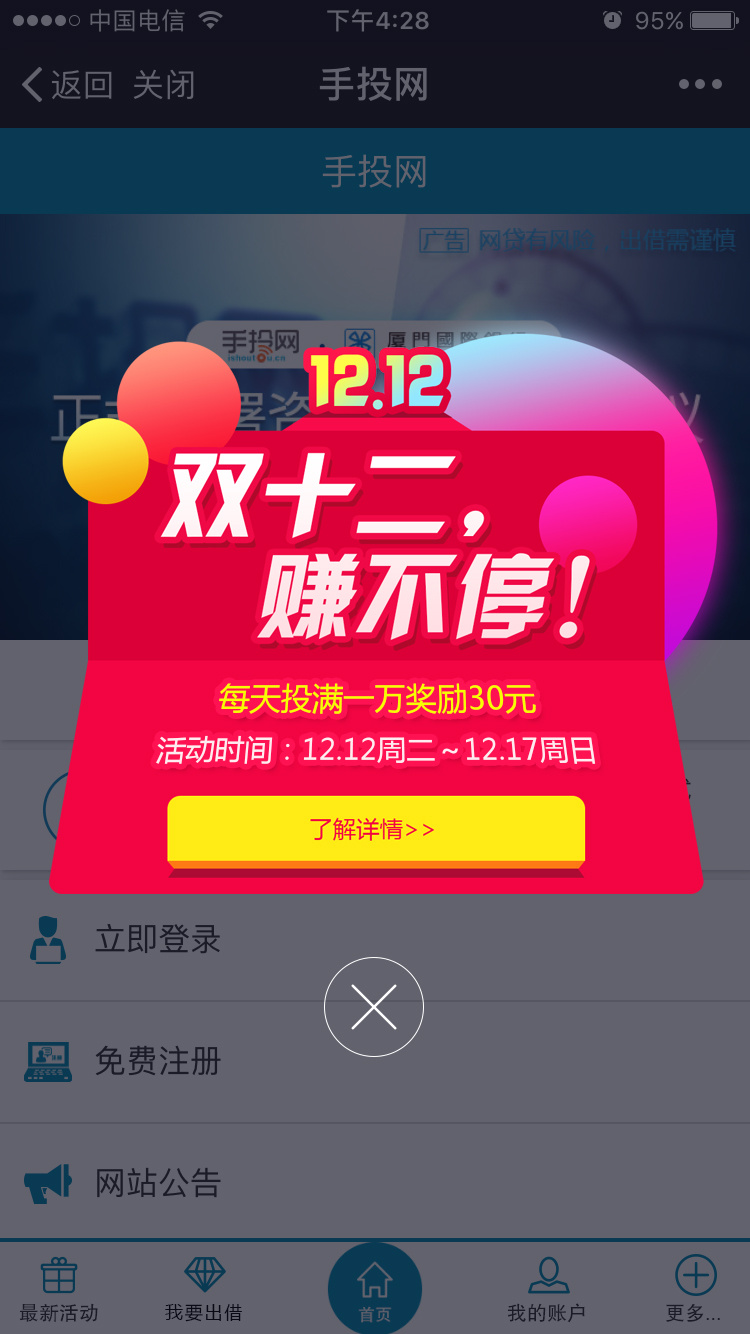 中国电信
下午4:28
95%
返回 关闭
手投网
手投网
广告 网贷有风险，出借需谨慎
手投网
ishoutou.cn
厦門國際銀行
12.12
双十二，
赚不停！
每天投满一万奖励30元
活动时间：12.12周二～12.17周日
了解详情>>
立即登录
免费注册
网站公告
最新活动
我要出借
首页
我的账户
更多...